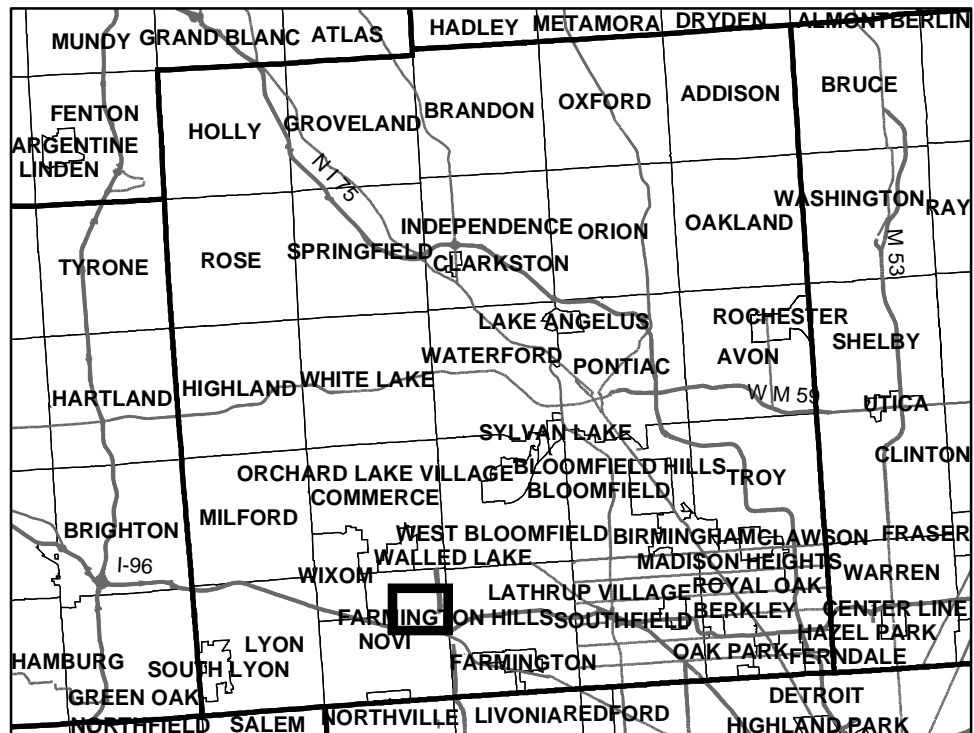 MUNDY GRAND BLANC ATLAS HADLEY METAMORA DRYDEN ALMONT BERLIN
FENTON
HOLLY GROVELAND BRANDON OXFORD ADDISON BRUCE
ARGENTINE
LINDEN
N I 75
WASHINGTON RAY
INDEPENDENCE ORION OAKLAND
TYRONE ROSE SPRINGFIELD CLARKSTON
M 53
LAKE ANGELUS ROCHESTER
SHELBY
WATERFORD PONTIAC AVON
HARTLAND HIGHLAND WHITE LAKE
W M 59
UTICA
SYLVAN LAKE
CLINTON
ORCHARD LAKE VILLAGE BLOOMFIELD HILLS TROY
COMMERCE BLOOMFIELD
BRIGHTON MILFORD
WEST BLOOMFIELD BIRMINGHAM CLAWSON FRASER
I-96
WALLED LAKE MADISON HEIGHTS
WIXOM WARREN
LATHRUP VILLAGE ROYAL OAK
FARMINGTON HILLS SOUTHFIELD BERKLEY CENTER LINE
NOVI HAZEL PARK
LYON
HAMBURG SOUTH LYON FARMINGTON OAK PARK FERNDALE
GREEN OAK DETROIT
NORTHFIELD SALEM NORTHVILLE LIVONIA REDFORD
HIGHLAND PARK